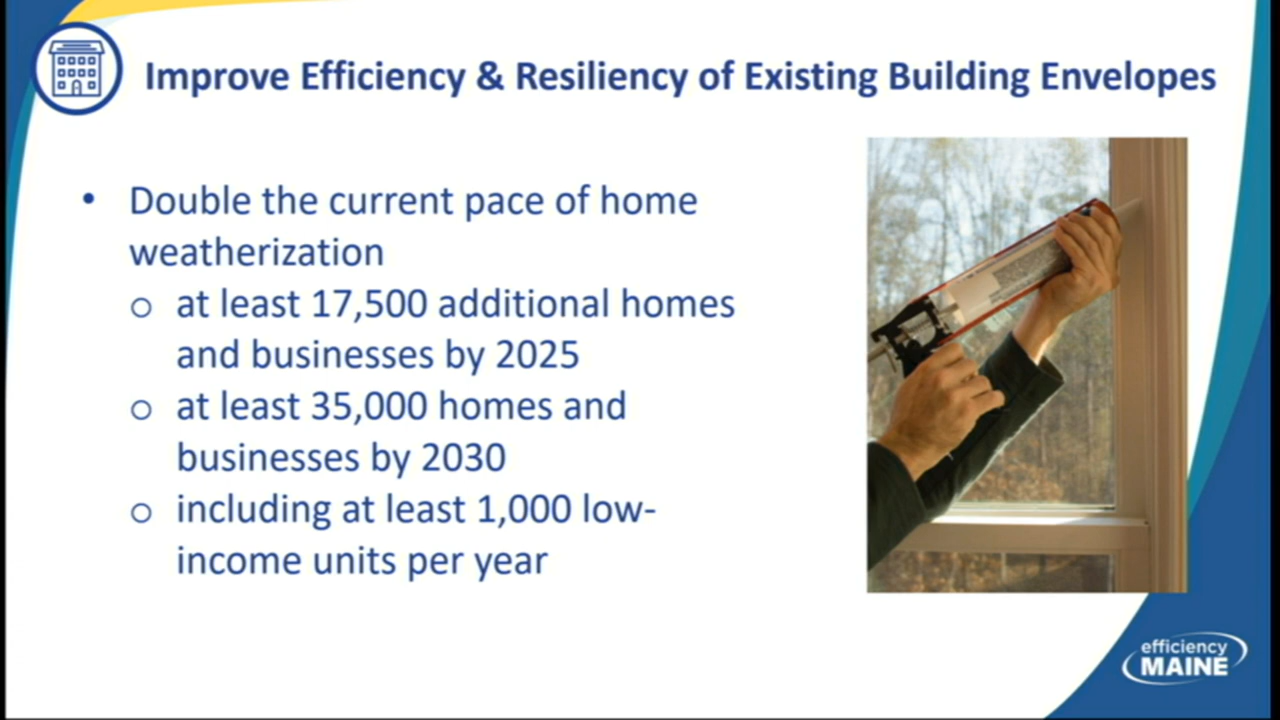 Improve Efficiency & Resiliency of Existing Building Envelopes
• Double the current pace of home
weatherization
o at least 17,500 additional homes
and businesses by 2025
o at least 35,000 homes and
businesses by 2030
o including at least 1,000 low-
income units per year
efficiency
MAINE